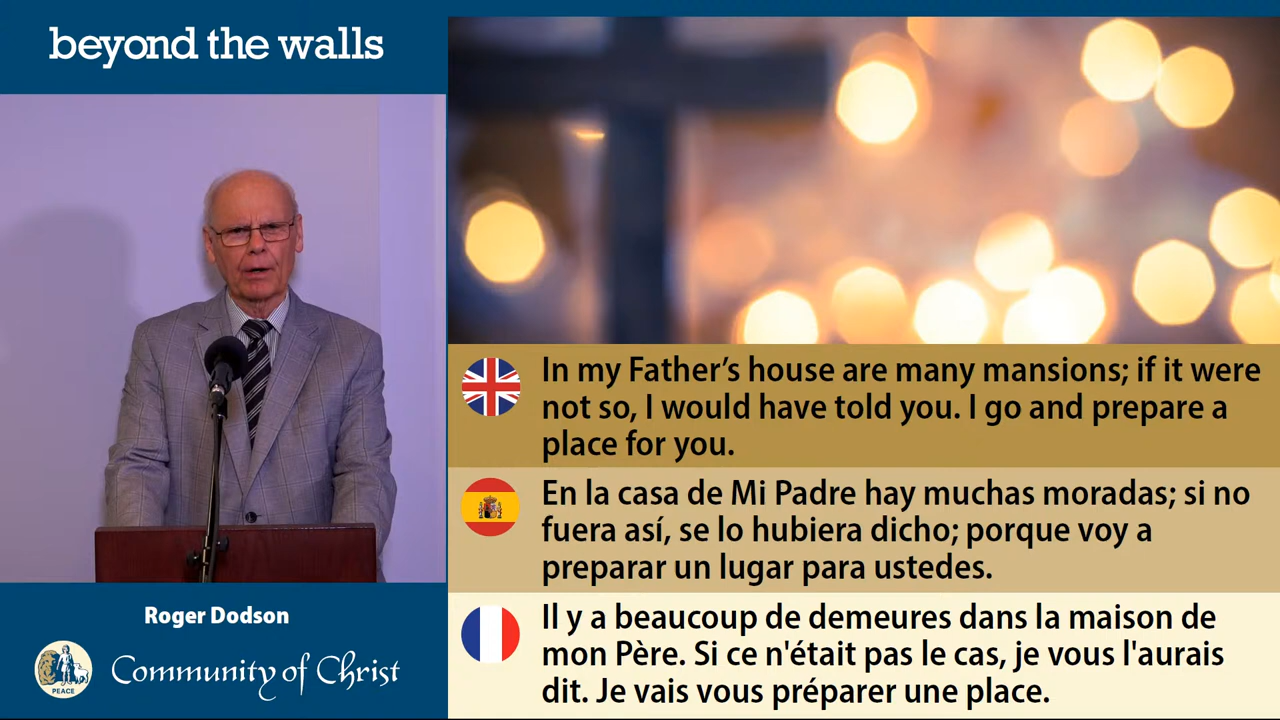 beyond the walls
In my Father’s house are many mansions; if it were
not so, I would have told you. I go and prepare a
place for you.
En la casa de Mi Padre hay muchas moradas; si no
fuera así, se lo hubiera dicho; porque voy a
preparar un lugar para ustedes.
Il y a beaucoup de demeures dans la maison de
mon Père. Si ce n'était pas le cas, je vous l'aurais
dit. Je vais vous préparer une place.
Roger Dodson
PEACE
Community of Christ